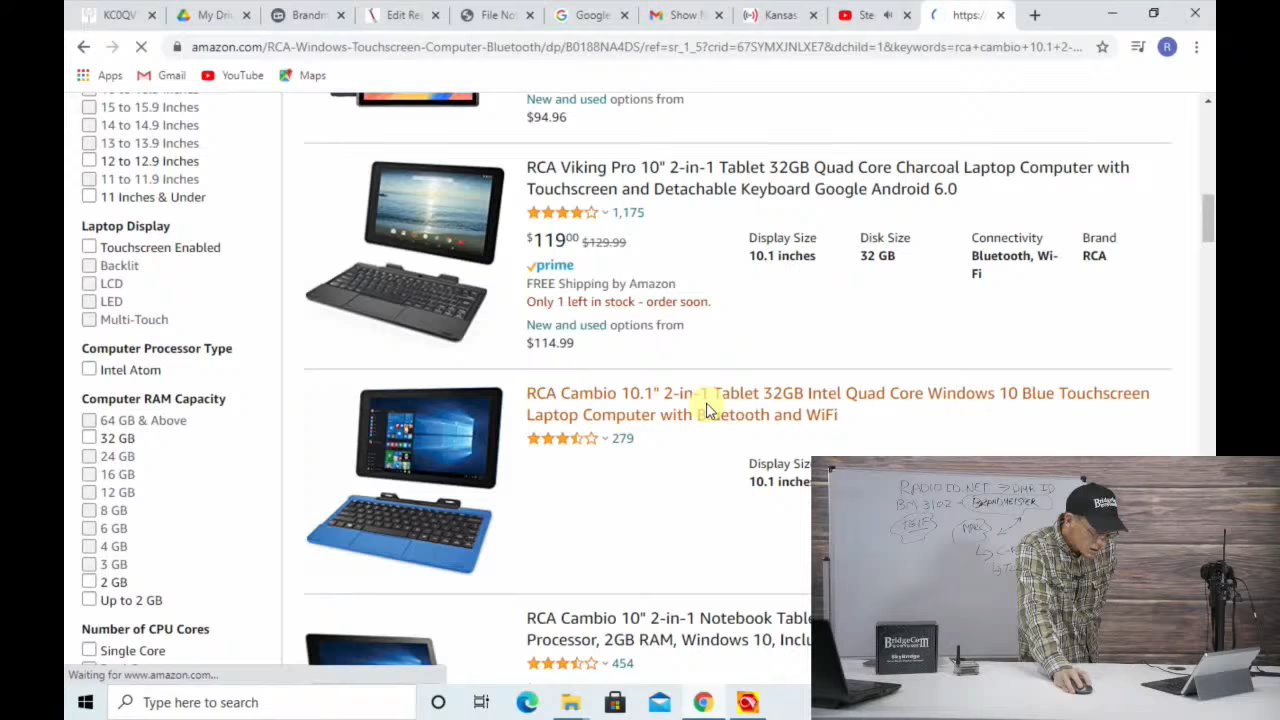 KC0QV
My Dri
Brandm
Edit Re
File No
Google
Gmail
Show N
Kansas
Ste
https:/
amazon.com/RCA-Windows-Touchscreen-Computer-Bluetooth/dp/B0188NA4DS/ref=sr_1_5?crid=67SYMXJNLXE7&dchild=1&keywords=rca+cambio+10.1+2-...
R
Apps
Gmail
YouTube
Maps
15 to 15.9 Inches
14 to 14.9 Inches
13 to 13.9 Inches
12 to 12.9 Inches
11 to 11.9 Inches
11 Inches & Under
Laptop Display
Touchscreen Enabled
Backlit
LCD
LED
Multi-Touch
Computer Processor Type
Intel Atom
Computer RAM Capacity
64 GB & Above
32 GB
24 GB
16 GB
12 GB
8 GB
6 GB
4 GB
3 GB
2 GB
Up to 2 GB
Number of CPU Cores
Single Core
Waiting for www.amazon.com...
New and used options from
$94.96
RCA Viking Pro 10" 2-in-1 Tablet 32GB Quad Core Charcoal Laptop Computer with
Touchscreen and Detachable Keyboard Google Android 6.0
1,175
$119.00 $129.99
prime
FREE Shipping by Amazon
Only 1 left in stock - order soon.
New and used options from
$114.99
Display Size
10.1 inches
Disk Size
32 GB
Connectivity
Bluetooth, Wi-
Fi
Brand
RCA
RCA Cambio 10.1" 2-in-1 Tablet 32GB Intel Quad Core Windows 10 Blue Touchscreen
Laptop Computer with Bluetooth and WiFi
279
Display Size
10.1 inches
RCA Cambio 10" 2-in-1 Notebook Table
Processor, 2GB RAM, Windows 10, Inclu
454
RADIOID.NET → DMR ID
BM 3102
BRANDMEISTER
BridgeCom
SkyBridge
Type here to search